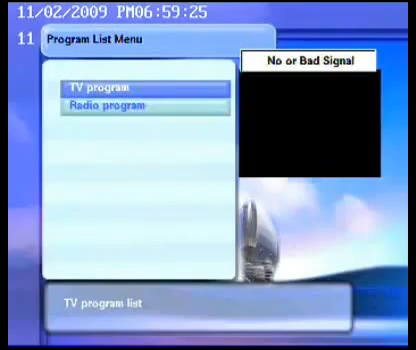 11/02/2009 PM06:59:25
11 Program List Menu
No or Bad Signal
TV program
Radio program
TV program list